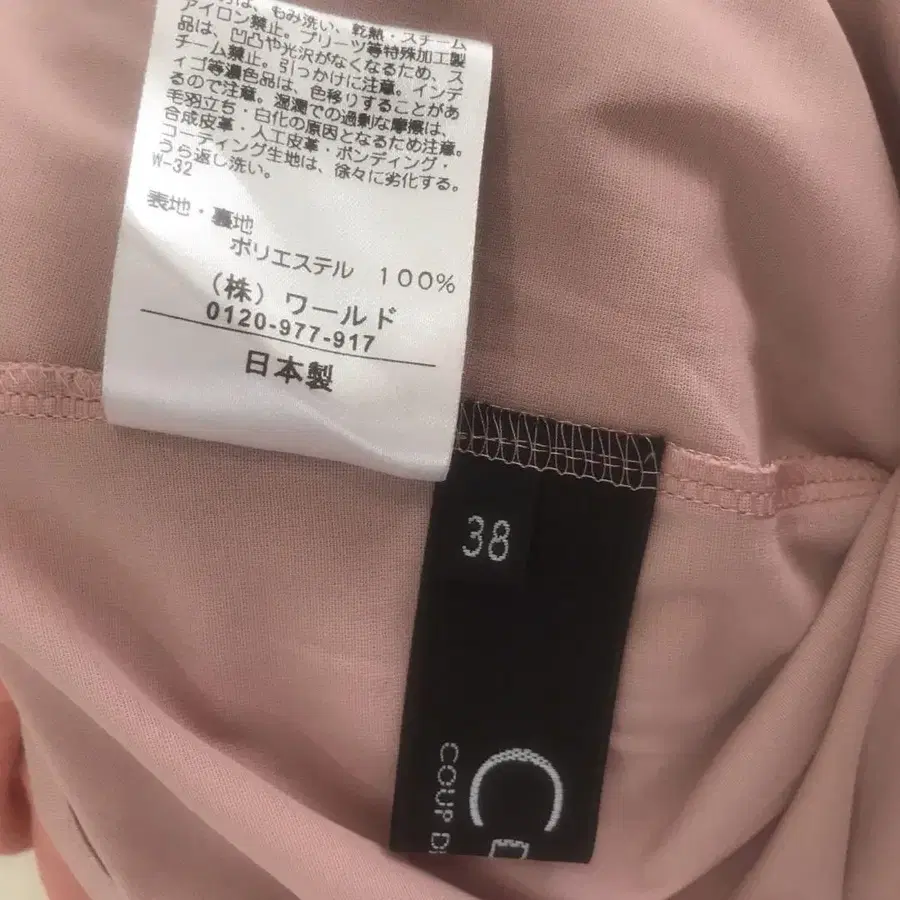 は、もみ洗い、乾熱・スチーム
アイロン禁止。プリーツ等特殊加工製
品は、凹凸や光沢がなくなるため、ス
チーム禁止。引っかけに注意。インデ
ィゴ等濃色品は、色移りすることがあ
るので注意。湿潤での過剰な摩擦は、
毛羽立ち・白化の原因となるため注意。
合成皮革・人工皮革・ボンディング・
コーティング生地は、徐々に劣化する。
うら返し洗い。
W-32
表地・裏地
ポリエステル 100%
(株) ワールド
0120-977-917
日本製
38
C
COUP